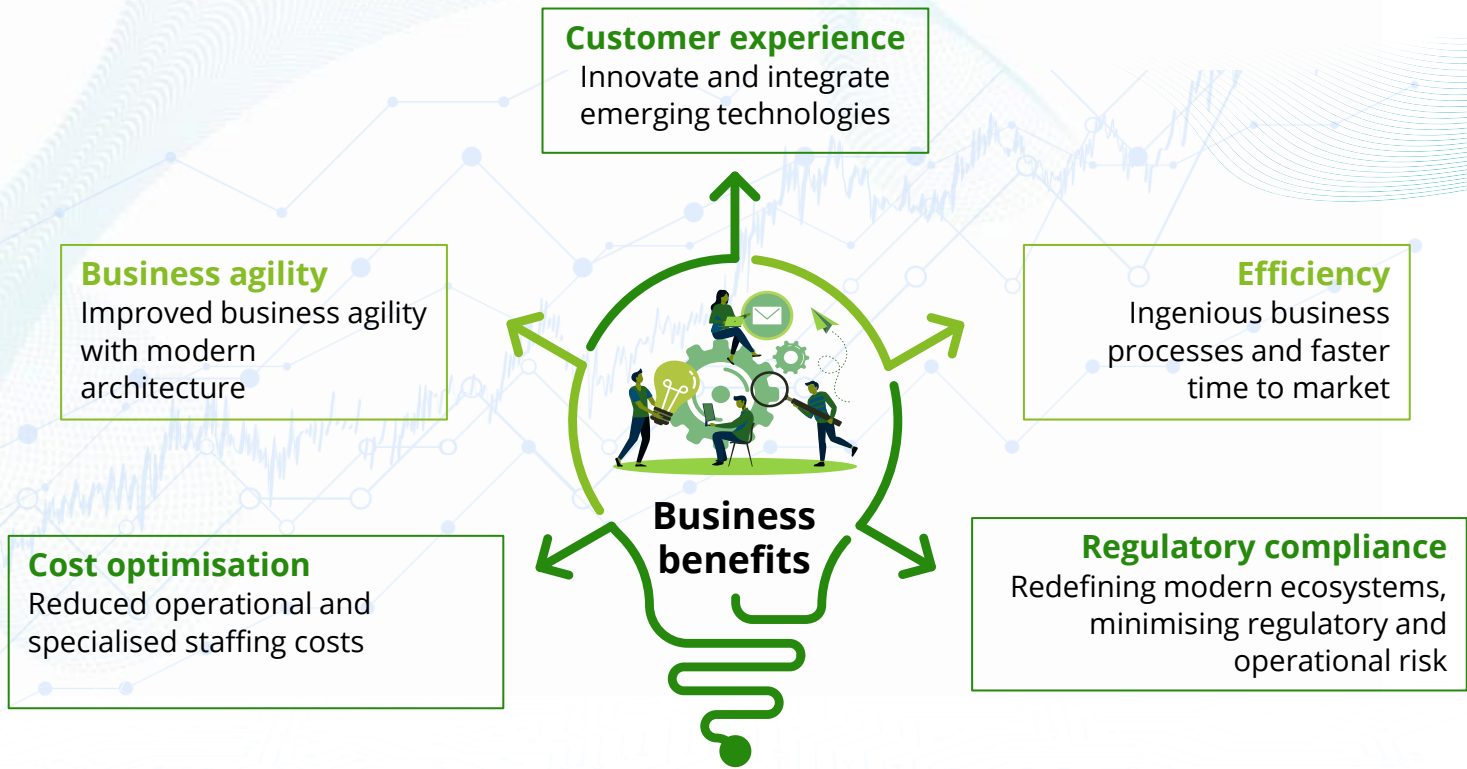 Customer experience
Innovate and integrate
emerging technologies
Business agility
Improved business agility
with modern
architecture
Efficiency
Ingenious business
processes and faster
time to market
Business
benefits
Cost optimisation
Reduced operational and
specialised staffing costs
Regulatory compliance
Redefining modern ecosystems,
minimising regulatory and
operational risk